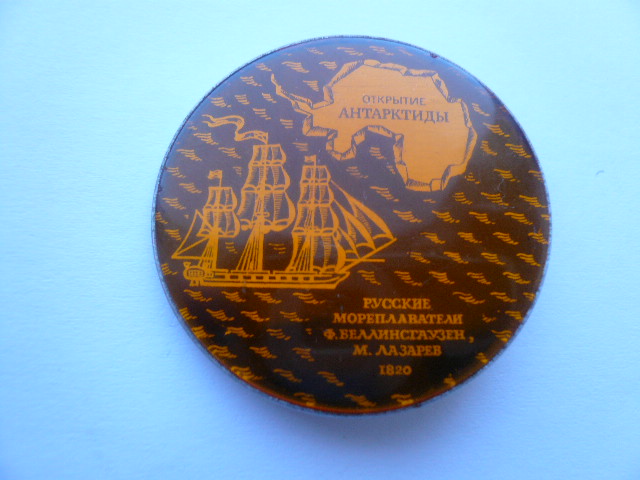 ОТКРЫТИЕ
АНТАРКТИДЫ
РУССКИЕ
МОРЕПЛАВАТЕЛИ
Ф. БЕЛЛИНСГАУЗЕН,
М. ЛАЗАРЕВ
1820